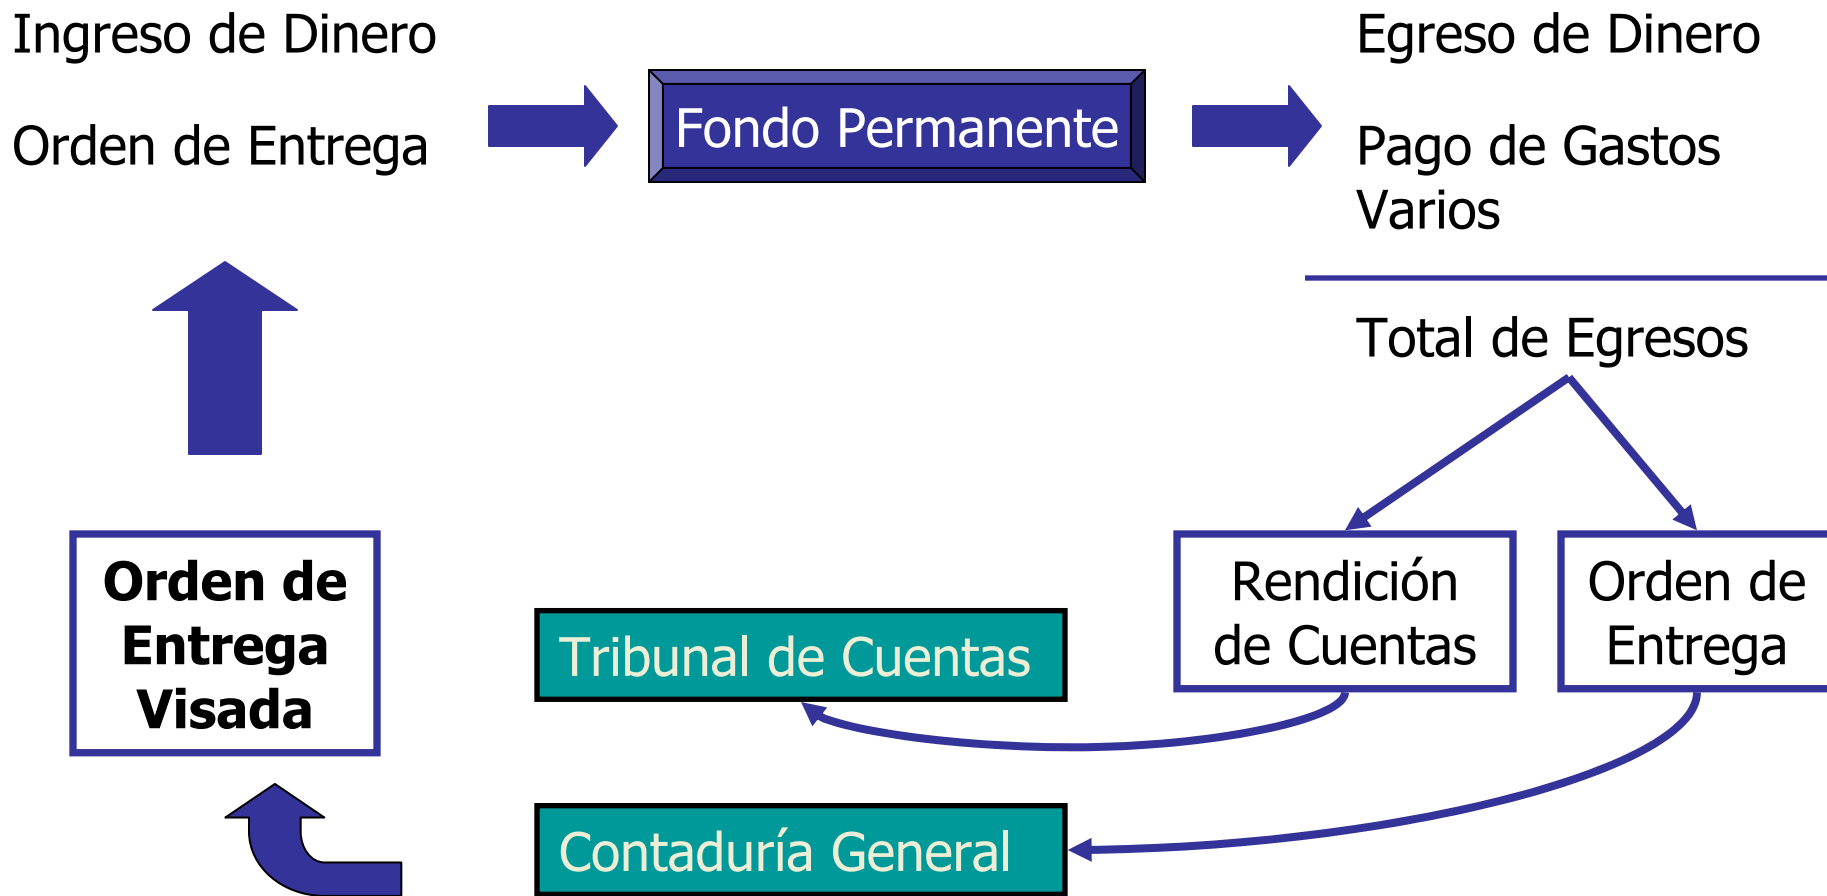 Ingreso de Dinero
Orden de Entrega
Fondo Permanente
Egreso de Dinero
Pago de Gastos
Varios
Total de Egresos
Rendición
de Cuentas
Orden de
Entrega
Tribunal de Cuentas
Contaduría General
Orden de
Entrega
Visada